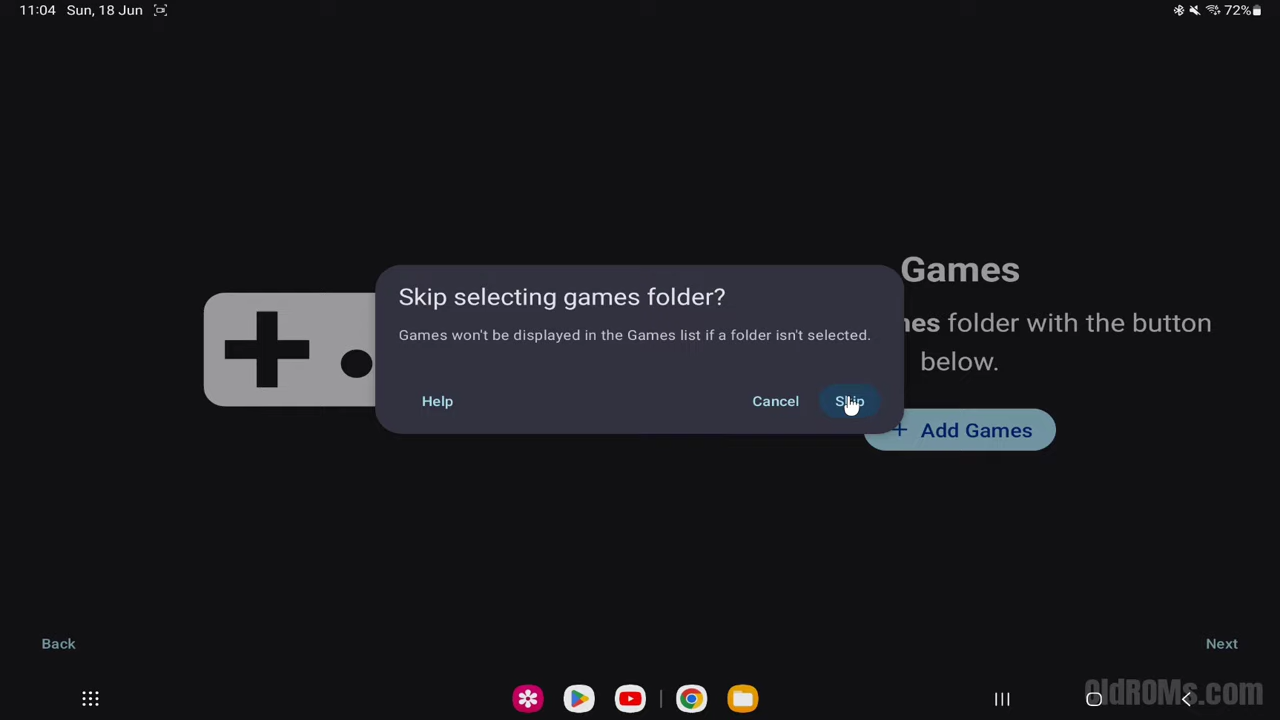 11:04 Sun, 18 Jun
72%
Skip selecting games folder?
Games won't be displayed in the Games list if a folder isn't selected.
Help
Cancel
Skip
Games
folder with the button
below.
+ Add Games
Back
Next
OldROMs.com